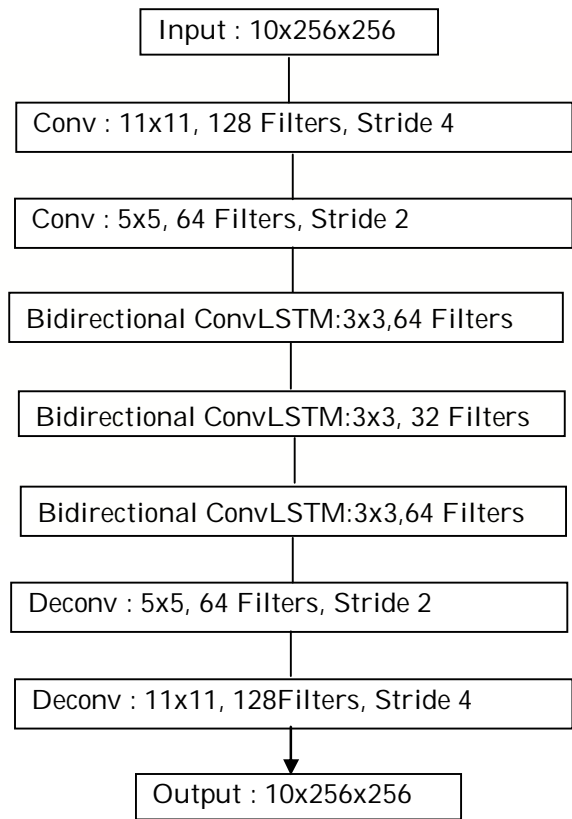 Input : 10x256x256
Conv : 11x11, 128 Filters, Stride 4
Conv : 5x5, 64 Filters, Stride 2
Bidirectional ConvLSTM:3x3,64 Filters
Bidirectional ConvLSTM:3x3, 32 Filters
Bidirectional ConvLSTM:3x3,64 Filters
Deconv : 5x5, 64 Filters, Stride 2
Deconv : 11x11, 128Filters, Stride 4
Output : 10x256x256